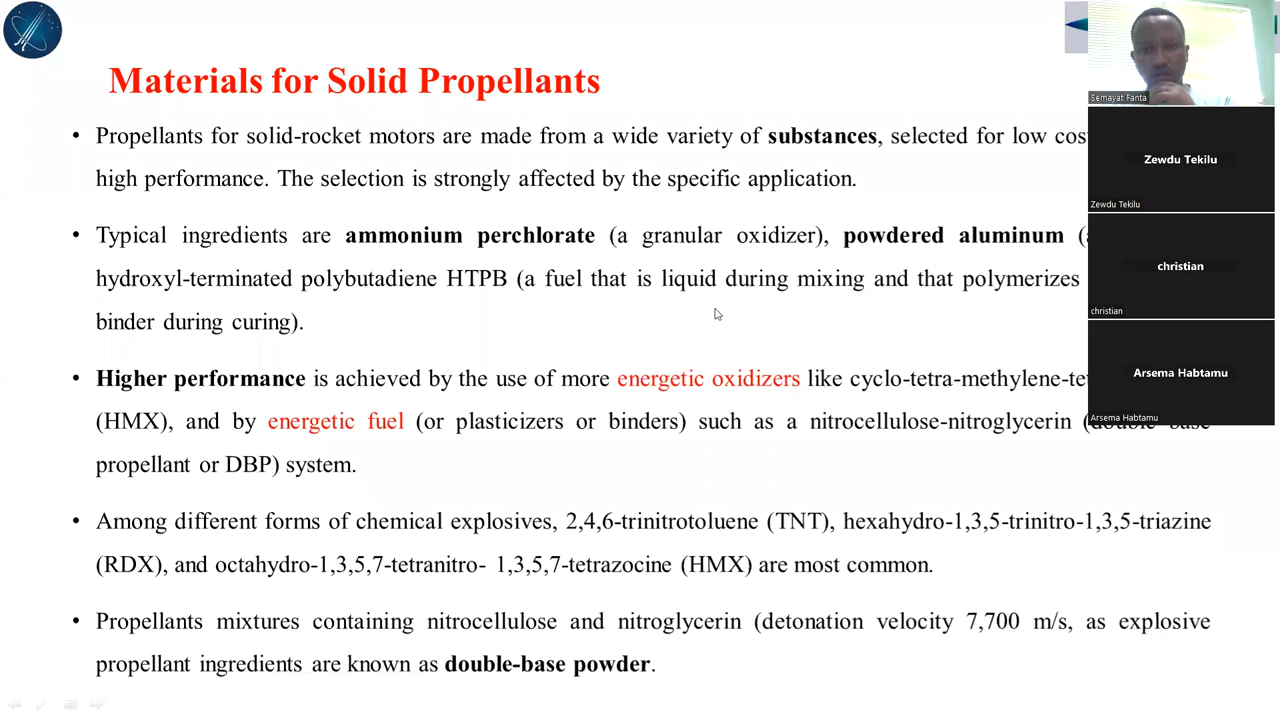 Materials for Solid Propellants
• Propellants for solid-rocket motors are made from a wide variety of substances, selected for low
high performance. The selection is strongly affected by the specific application.
• Typical ingredients are ammonium perchlorate (a granular oxidizer), powdered aluminum
hydroxyl-terminated polybutadiene HTPB (a fuel that is liquid during mixing and that polymerizes
binder during curing).
• Higher performance is achieved by the use of more energetic oxidizers like
(HMX), and by energetic fuel (or plasticizers or binders) such as a nitrocellulose-nitroglycerin
propellant or DBP) system.
• Among different forms of chemical explosives, 2,4,6-trinitrotoluene (TNT), hexahydro-1,3,5-trinitro-1,3,5-triazine
(RDX), and octahydro-1,3,5,7-tetranitro- 1,3,5,7-tetrazocine (HMX) are most common.
• Propellants mixtures containing nitrocellulose and nitroglycerin (detonation velocity 7,700 m/s, as explosive
propellant ingredients are known as double-base powder.
Semayat Fanta
Zewdu Tekilu
Zewdu Tekilu
christian
christian
Arsema Habtamu
Arsema Habtamu